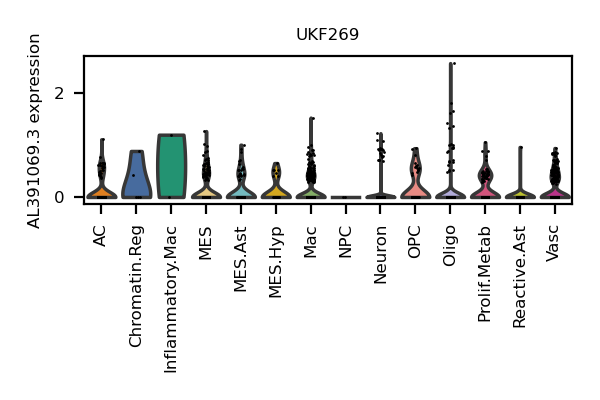 UKF269
AL391069.3 expression
2
0
AC
Chromatin.Reg
Inflammatory.Mac
MES
MES.Ast
MES.Hyp
Mac
NPC
Neuron
OPC
Oligo
Prolif.Metab
Reactive.Ast
Vasc